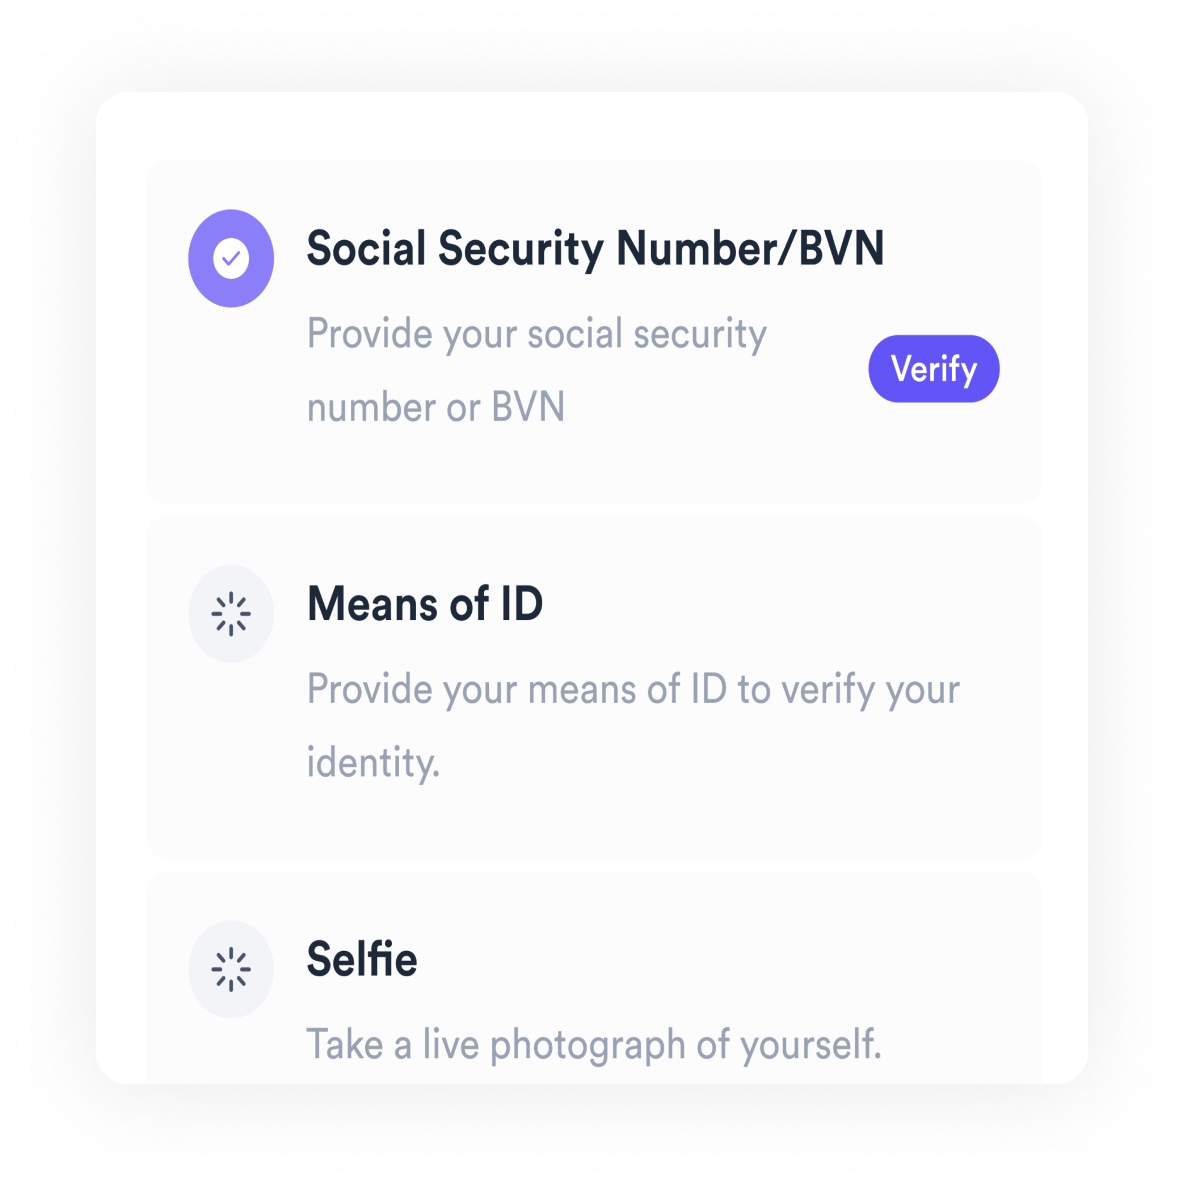 Social Security Number/BVN
Provide your social security
number or BVN
Verify
Means of ID
Provide your means of ID to verify your
identity.
Selfie
Take a live photograph of yourself.